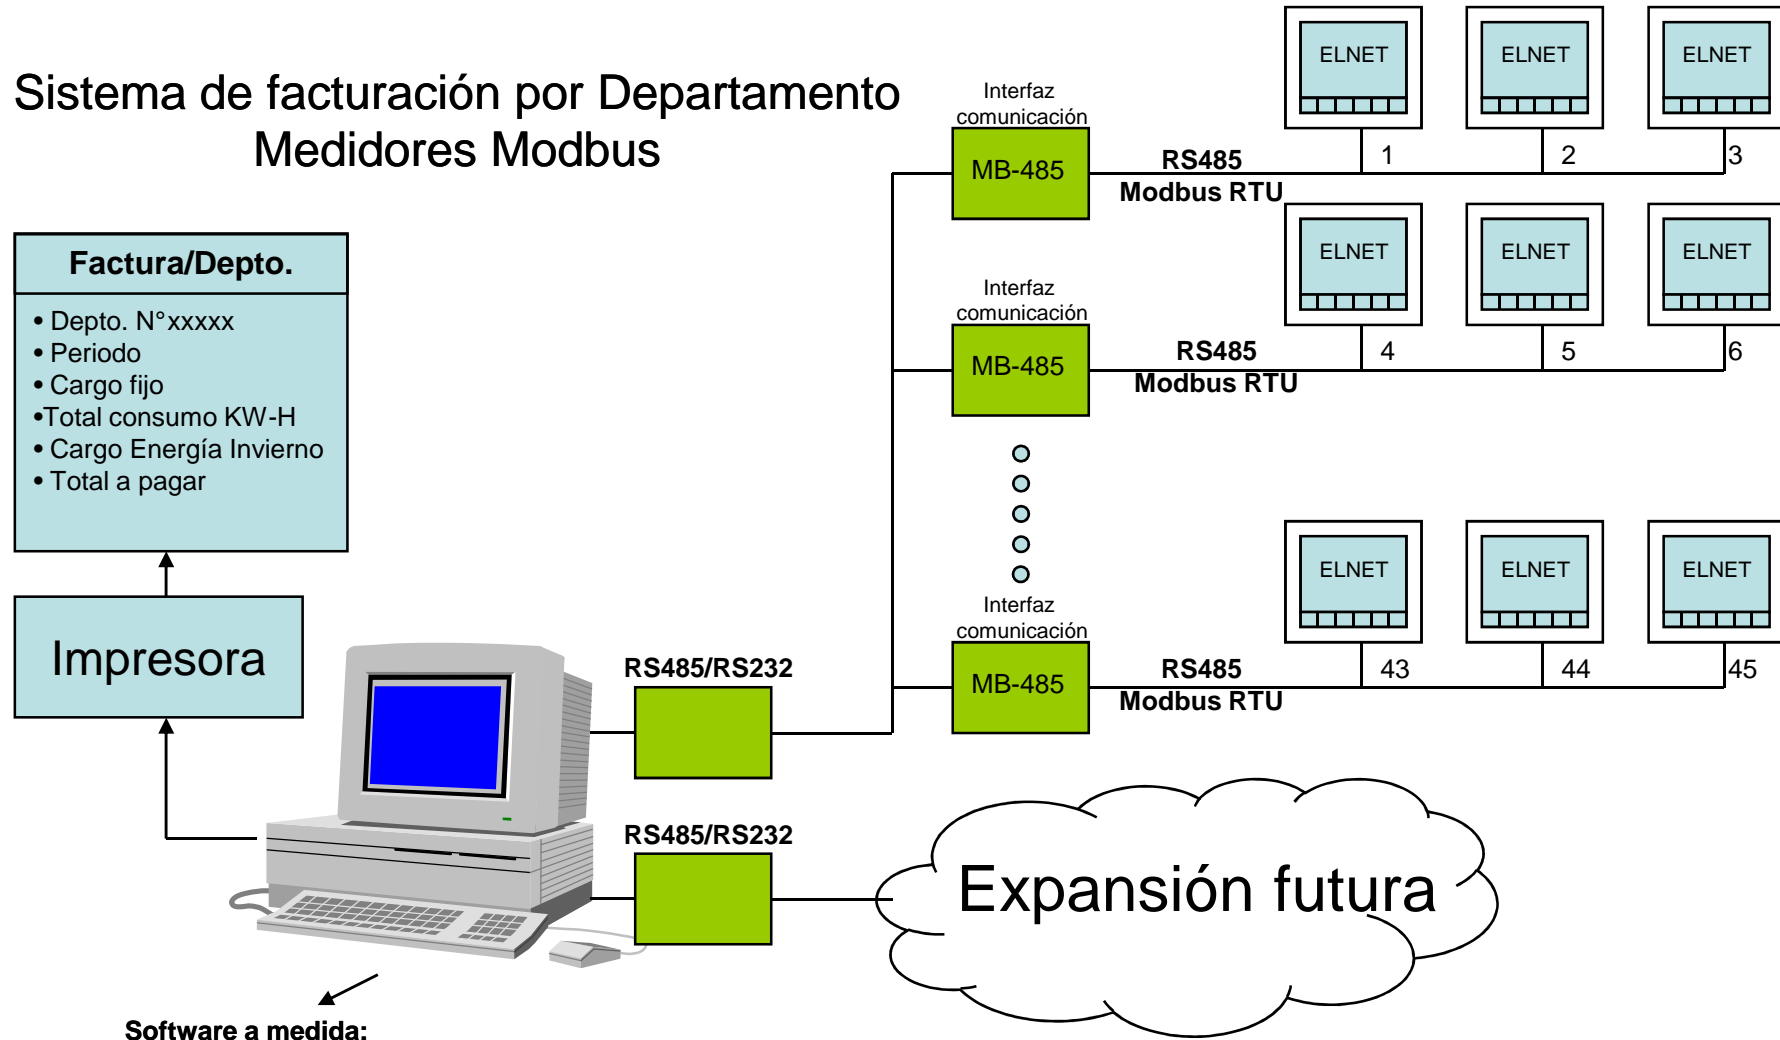 Sistema de facturación por Departamento
Medidores Modbus
Factura/Depto.
• Depto. N°xxxxx
• Periodo
• Cargo fijo
•Total consumo KW-H
• Cargo Energía Invierno
• Total a pagar
Impresora
RS485/RS232
RS485/RS232
Software a medida:
Interfaz
comunicación
MB-485
RS485
Modbus RTU
ELNET
ELNET
ELNET
1
2
3
Interfaz
comunicación
MB-485
RS485
Modbus RTU
ELNET
ELNET
ELNET
4
5
6
Interfaz
comunicación
MB-485
RS485
Modbus RTU
ELNET
ELNET
ELNET
43
44
45
Expansión futura